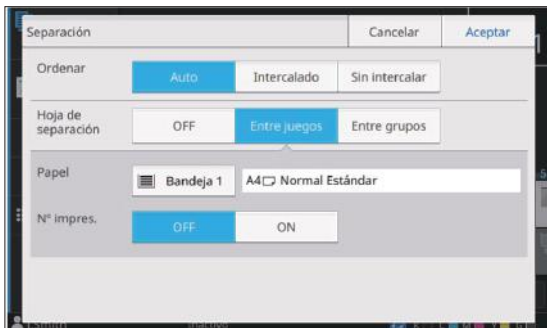 Separación
Cancelar
Aceptar
Ordenar
Auto
Intercalado
Sin intercalar
Hoja de
separación
OFF
Entre juegos
Entre grupos
Papel
Bandeja 1
A4 Normal Estándar
Nº impres.
OFF
ON